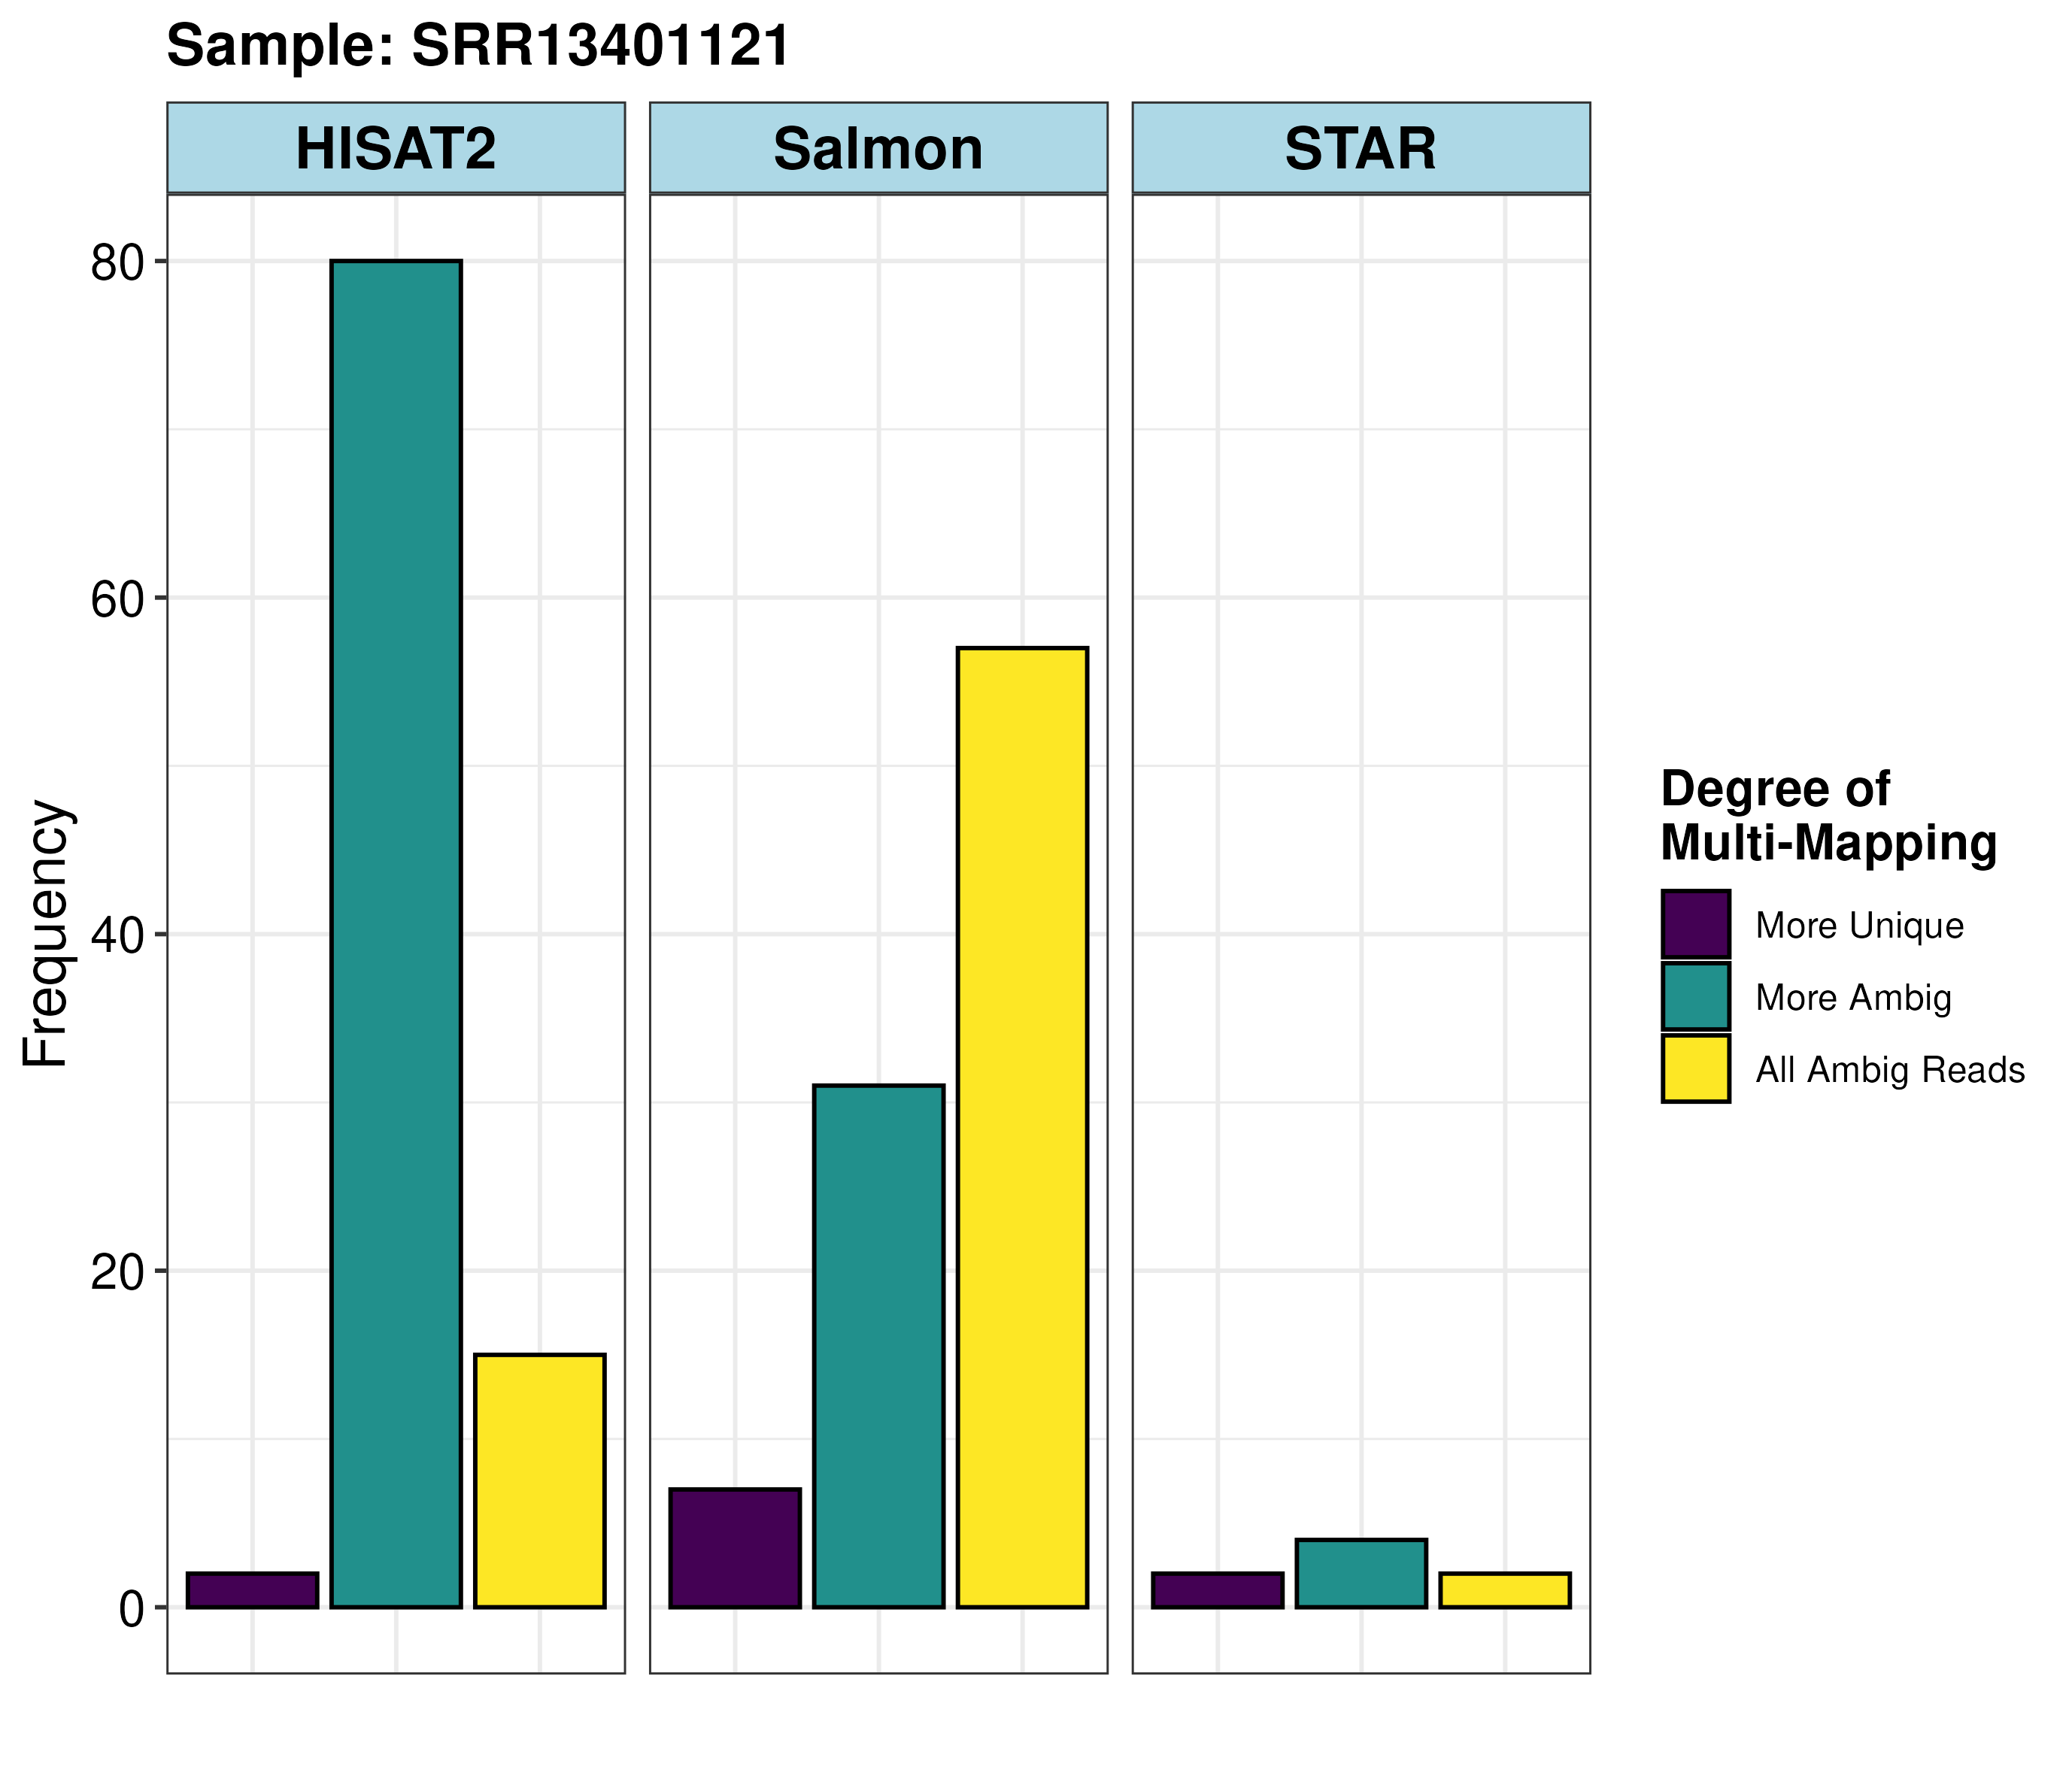 Sample: SRR13401121
HISAT2 Salmon STAR
80
60
40
20
0
Frequency
Degree of
Multi-Mapping
More Unique
More Ambig
All Ambig Reads